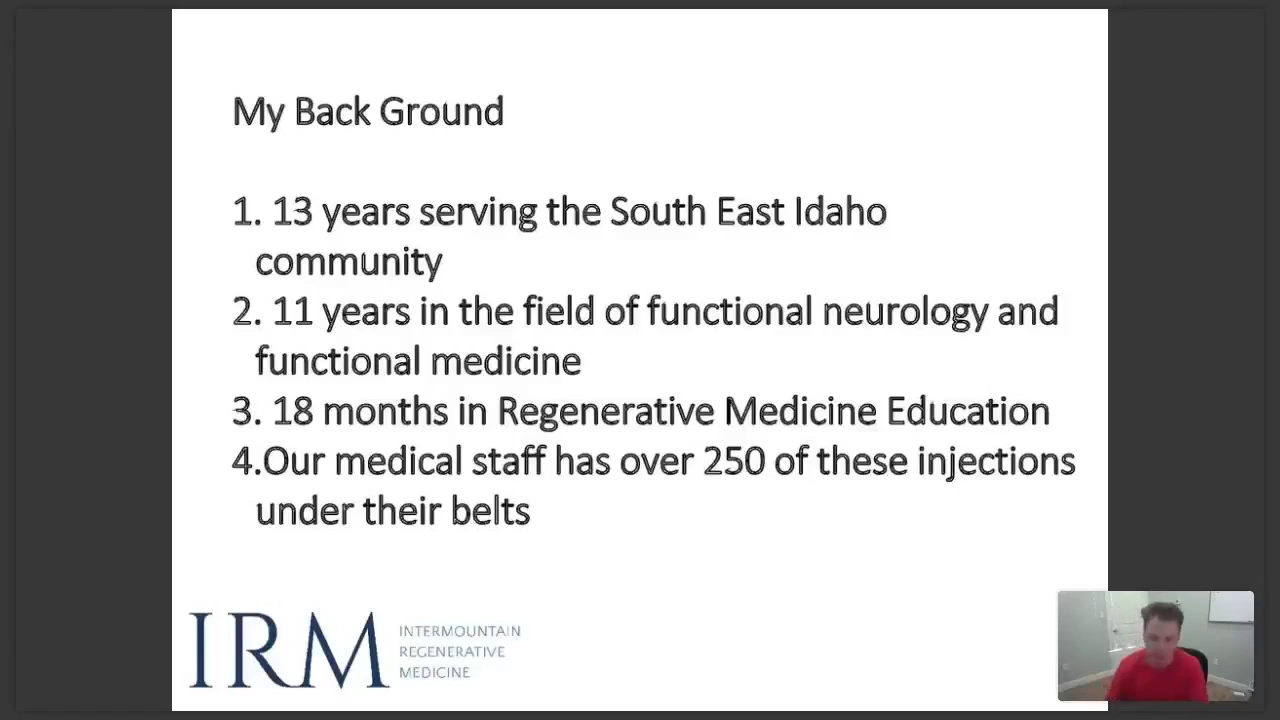 My Back Ground
1. 13 years serving the South East Idaho
community
2. 11 years in the field of functional neurology and
functional medicine
3. 18 months in Regenerative Medicine Education
4.Our medical staff has over 250 of these injections
under their belts
IRM
INTERMOUNTAIN
REGENERATIVE
MEDICINE